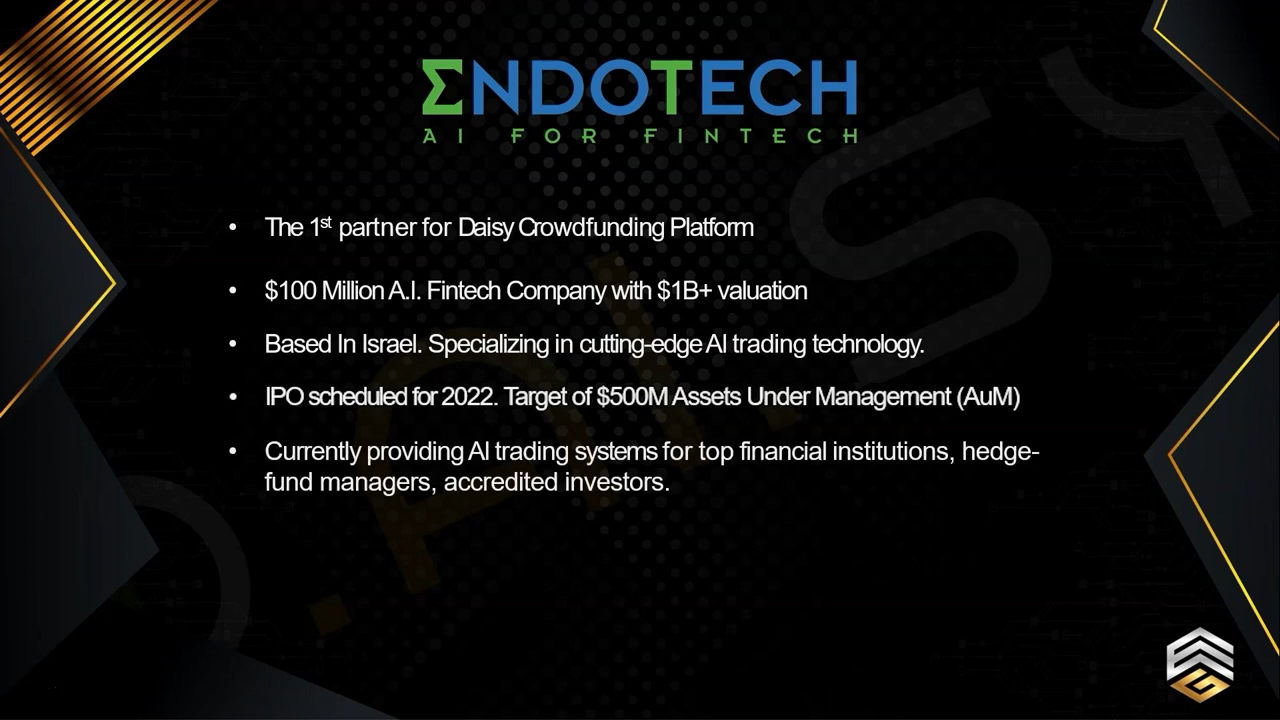 ΣNDOTECH
AI FOR FINTECH
• The 1st partner for Daisy Crowdfunding Platform
• $100 Million A.I. Fintech Company with $1B+ valuation
• Based In Israel. Specializing in cutting-edge AI trading technology.
• IPO scheduled for 2022. Target of $500M Assets Under Management (AuM)
• Currently providing AI trading systems for top financial institutions, hedge-
fund managers, accredited investors.
D.AISY